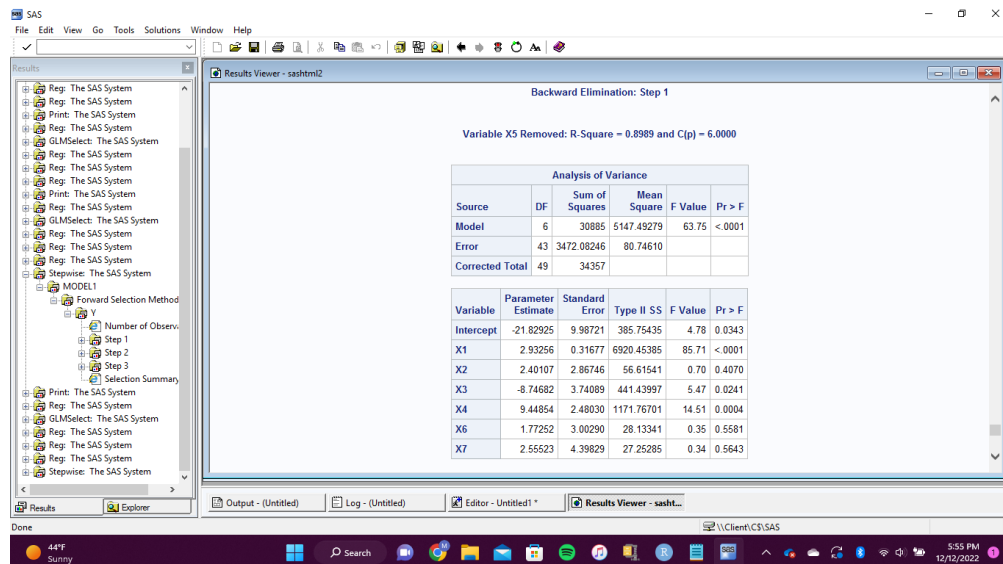 SAS
File Edit View Go Tools Solutions Window Help
Results
Reg: The SAS System
Reg: The SAS System
Print: The SAS System
Reg: The SAS System
GLMSelect: The SAS System
Reg: The SAS System
Reg: The SAS System
Reg: The SAS System
Print: The SAS System
Reg: The SAS System
GLMSelect: The SAS System
Reg: The SAS System
Reg: The SAS System
Reg: The SAS System
Stepwise: The SAS System
MODEL1
Forward Selection Method
Y
Number of Observa
Step 1
Step 2
Step 3
Selection Summary
Print: The SAS System
Reg: The SAS System
GLMSelect: The SAS System
Reg: The SAS System
Reg: The SAS System
Stepwise: The SAS System
Results Explorer
Results Viewer - sashtml2
Backward Elimination: Step 1
Variable X5 Removed: R-Square = 0.8989 and C(p) = 6.0000
Analysis of Variance
Source DF Sum of Squares Mean Square F Value Pr > F
Model 6 30885 5147.49279 63.75 <.0001
Error 43 3472.08246 80.74610
Corrected Total 49 34357
Variable Parameter Estimate Standard Error Type II SS F Value Pr > F
Intercept -21.82925 9.98721 385.75435 4.78 0.0343
X1 2.93256 0.31677 6920.45385 85.71 <.0001
X2 2.40107 2.86746 56.61541 0.70 0.4070
X3 -8.74682 3.74089 441.43997 5.47 0.0241
X4 9.44854 2.48030 1171.76701 14.51 0.0004
X6 1.77252 3.00290 28.13341 0.35 0.5581
X7 2.55523 4.39829 27.25285 0.34 0.5643
Output - (Untitled) Log - (Untitled) Editor - Untitled1 * Results Viewer - sasht...
Done \\Client\C$\SAS
44°F
Sunny
Search
5:55 PM
12/12/2022
1